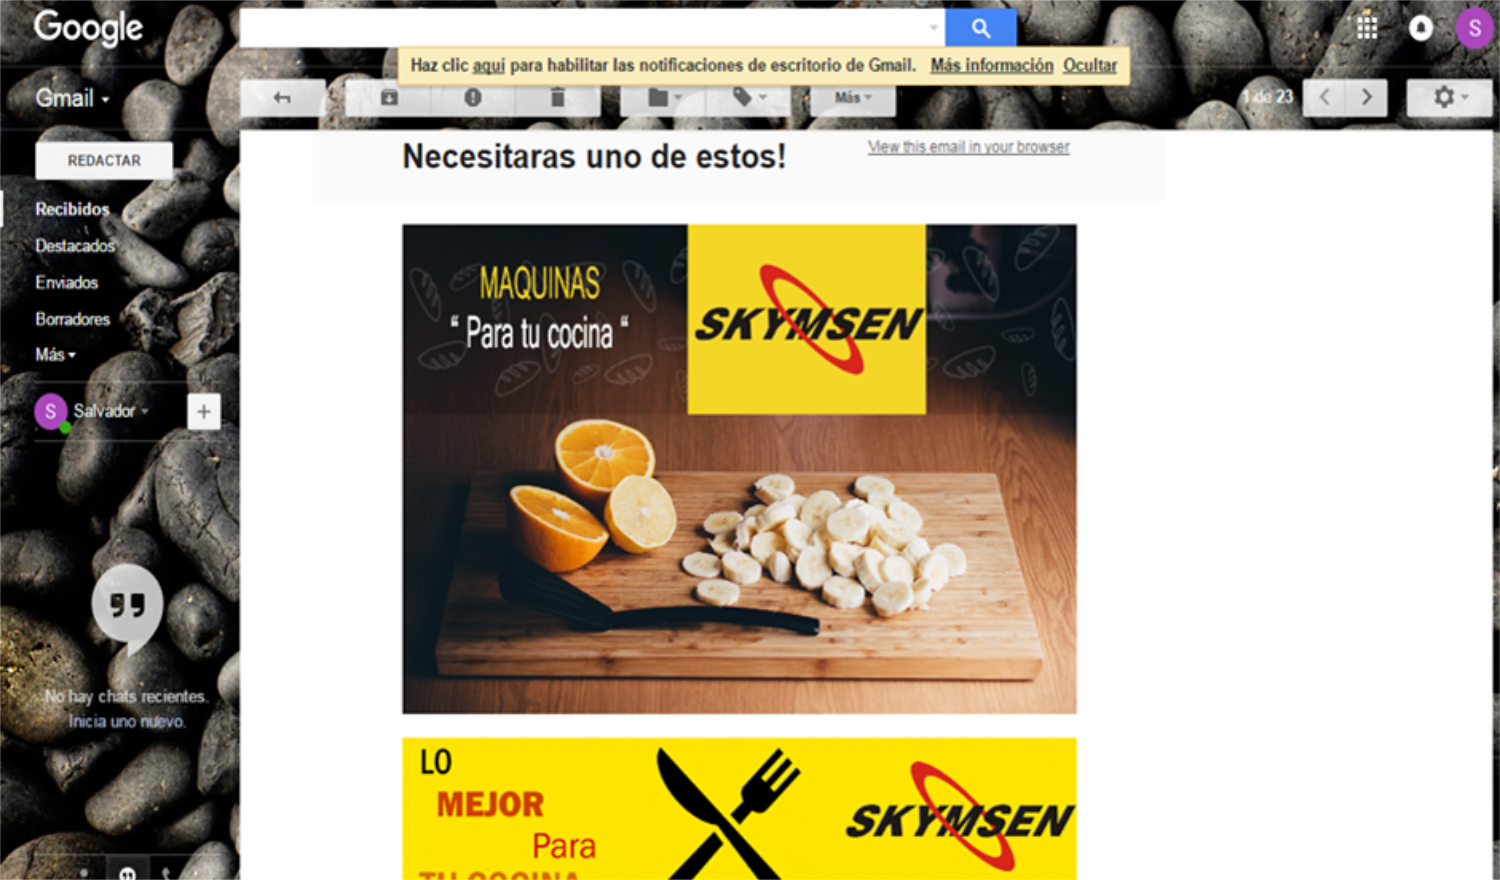 Google
Haz clic aquí para habilitar las notificaciones de escritorio de Gmail. Más información Ocultar
S
Gmail
Más
1 de 23
REDACTAR
Necesitaras uno de estos!
View this email in your browser
Recibidos
Destacados
Enviados
Borradores
Más
S Salvador +
MAQUINAS
“ Para tu cocina “
SKYMSEN
No hay chats recientes.
Inicia uno nuevo.
LO
MEJOR
Para
TU COCINA
SKYMSEN